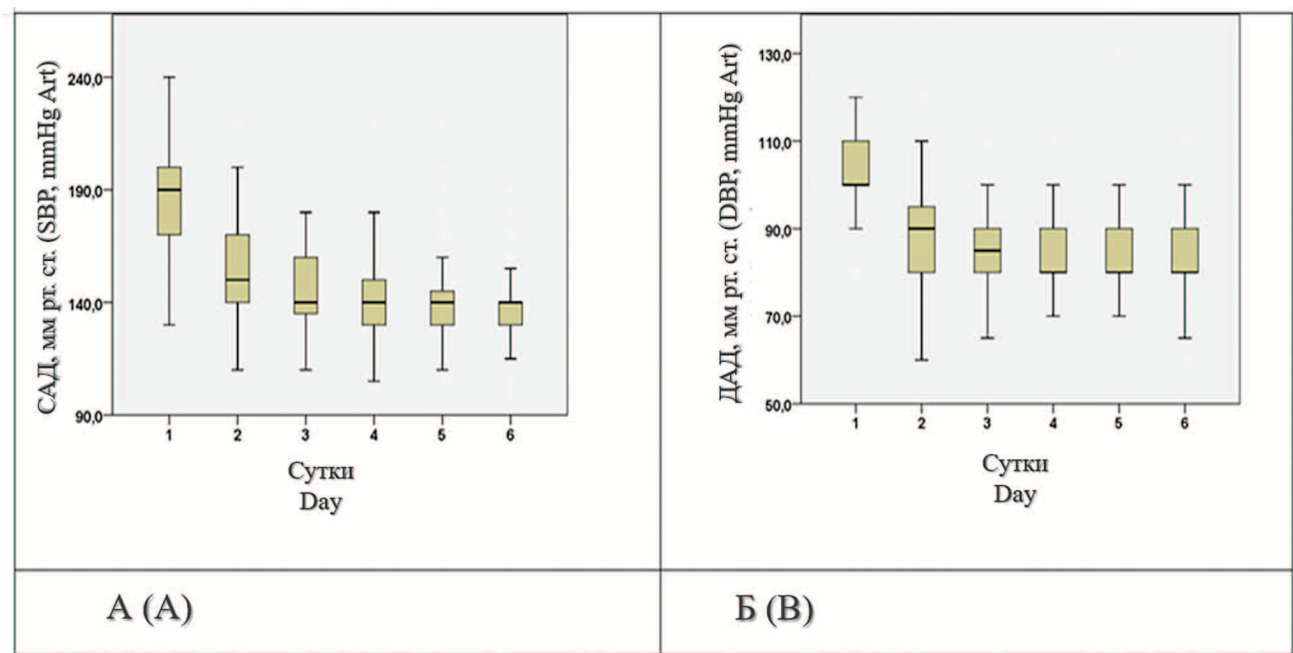 САД, мм рт. ст. (SBP, mmHg Art)
240,0
190,0
140,0
90,0
1 2 3 4 5 6
Сутки
Day
ДАД, мм рт. ст. (DBP, mmHg Art)
130,0
110,0
90,0
70,0
50,0
1 2 3 4 5 6
Сутки
Day
А (A)
Б (B)